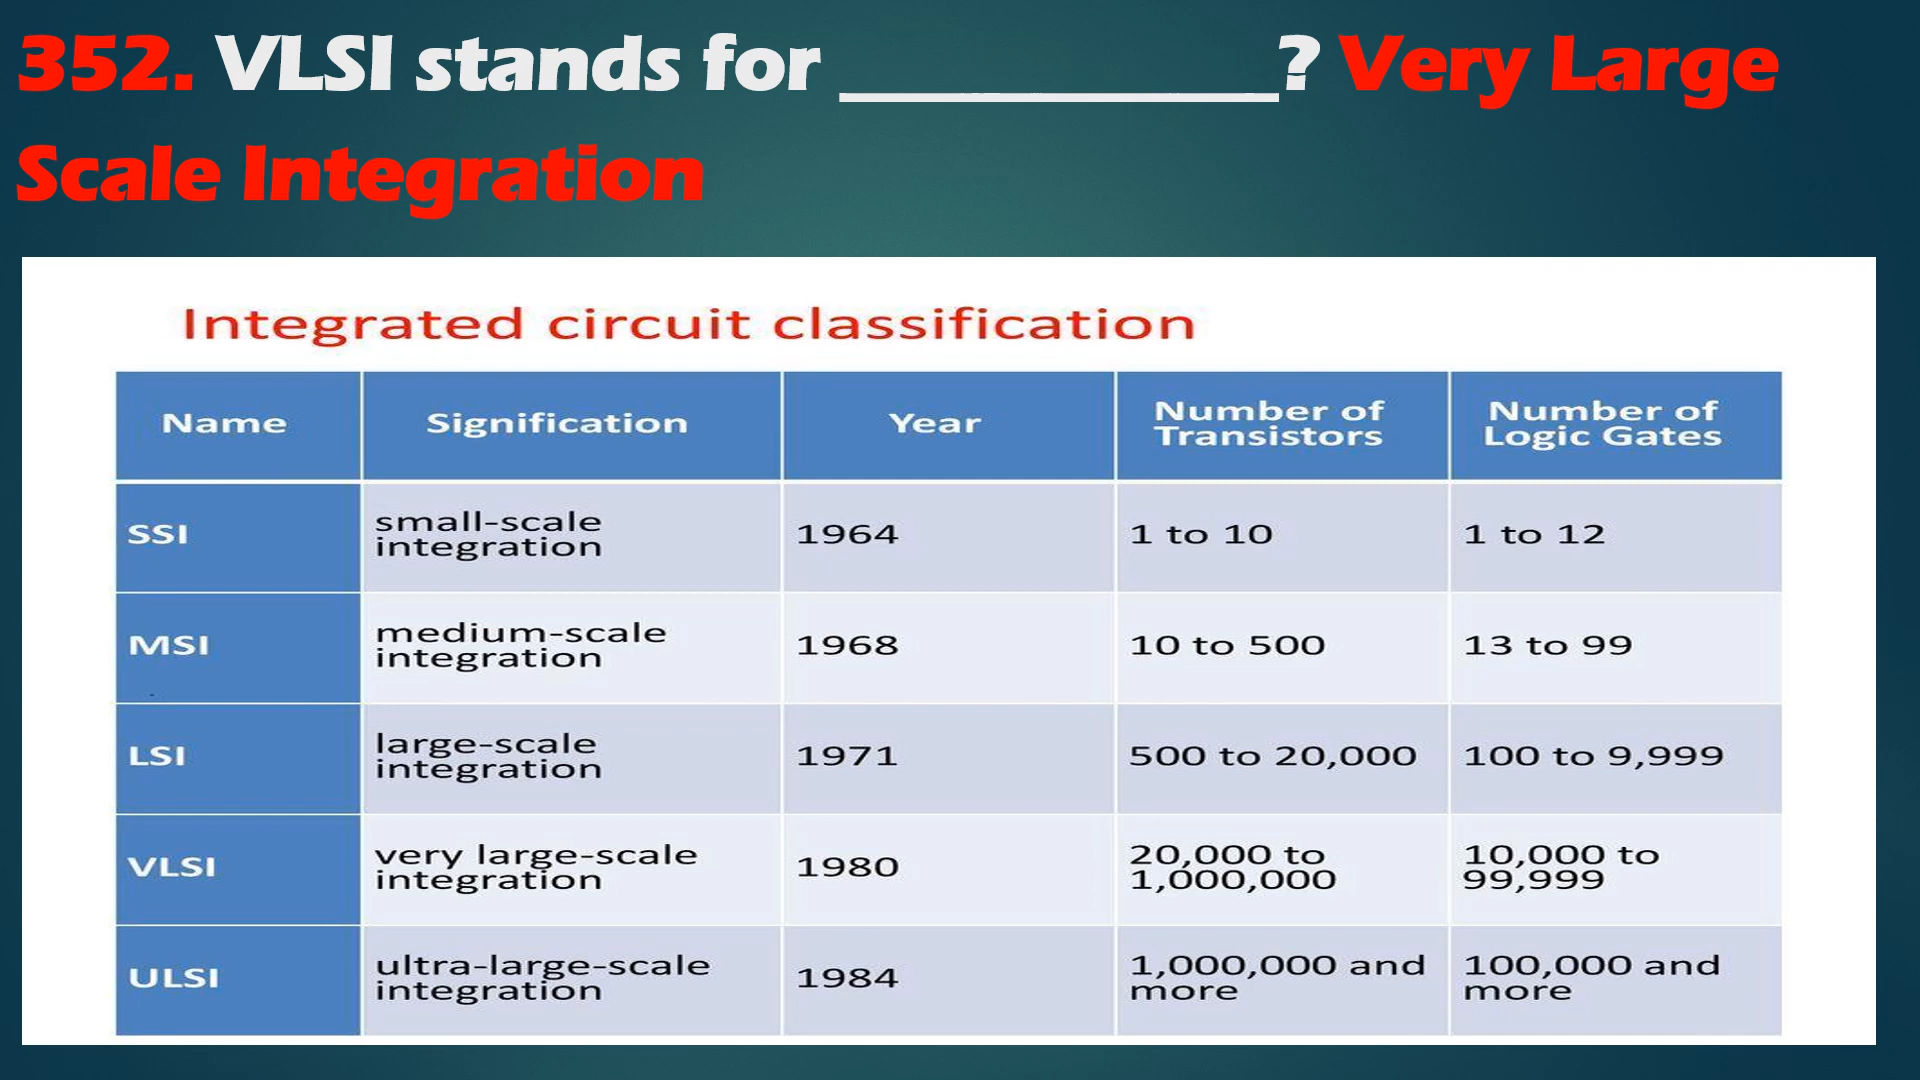 352. VLSI stands for ___________? Very Large
Scale Integration
Integrated circuit classification
Name Signification Year Number of Transistors Number of Logic Gates
SSI small-scale integration 1964 1 to 10 1 to 12
MSI medium-scale integration 1968 10 to 500 13 to 99
LSI large-scale integration 1971 500 to 20,000 100 to 9,999
VLSI very large-scale integration 1980 20,000 to 1,000,000 10,000 to 99,999
ULSI ultra-large-scale integration 1984 1,000,000 and more 100,000 and more